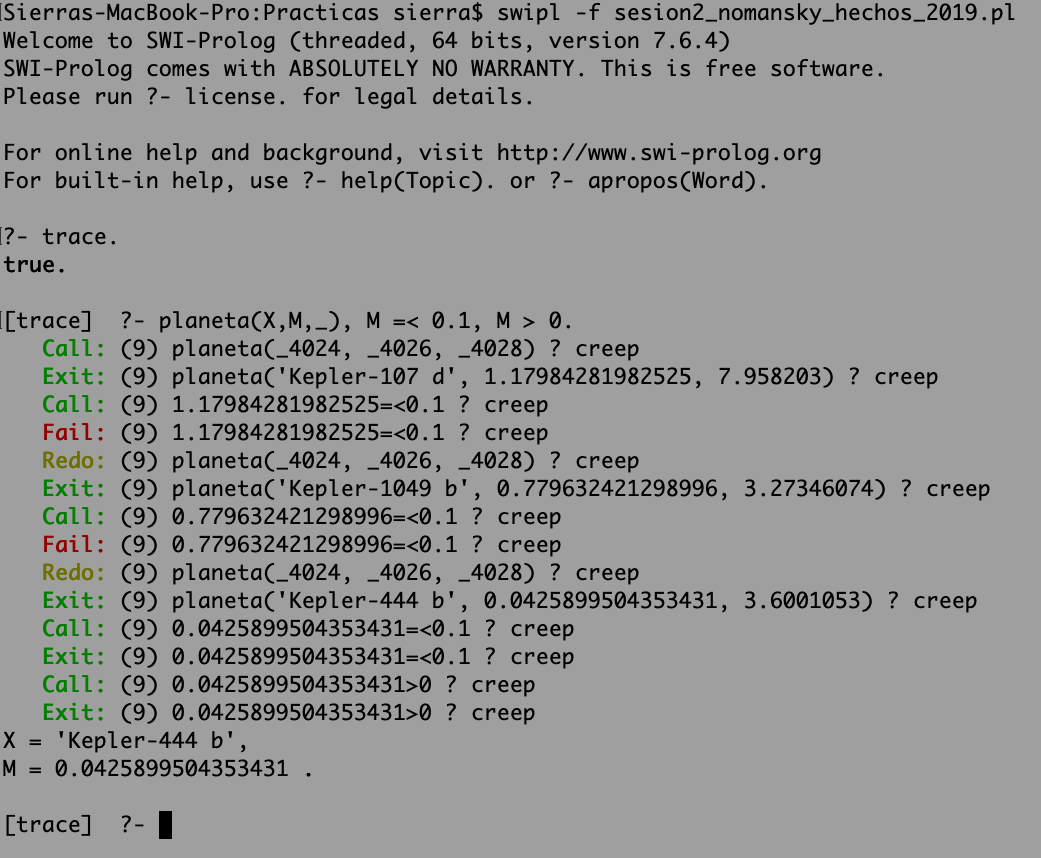 Sierras-MacBook-Pro:Practicas sierra$ swipl -f sesion2_nomansky_hechos_2019.pl
Welcome to SWI-Prolog (threaded, 64 bits, version 7.6.4)
SWI-Prolog comes with ABSOLUTELY NO WARRANTY. This is free software.
Please run ?- license. for legal details.

For online help and background, visit http://www.swi-prolog.org
For built-in help, use ?- help(Topic). or ?- apropos(Word).

?- trace.
true.

[trace]  ?- planeta(X,M,_), M =< 0.1, M > 0.
   Call: (9) planeta(_4024, _4026, _4028) ? creep
   Exit: (9) planeta('Kepler-107 d', 1.17984281982525, 7.958203) ? creep
   Call: (9) 1.17984281982525=<0.1 ? creep
   Fail: (9) 1.17984281982525=<0.1 ? creep
   Redo: (9) planeta(_4024, _4026, _4028) ? creep
   Exit: (9) planeta('Kepler-1049 b', 0.779632421298996, 3.27346074) ? creep
   Call: (9) 0.779632421298996=<0.1 ? creep
   Fail: (9) 0.779632421298996=<0.1 ? creep
   Redo: (9) planeta(_4024, _4026, _4028) ? creep
   Exit: (9) planeta('Kepler-444 b', 0.0425899504353431, 3.6001053) ? creep
   Call: (9) 0.0425899504353431=<0.1 ? creep
   Exit: (9) 0.0425899504353431=<0.1 ? creep
   Call: (9) 0.0425899504353431>0 ? creep
   Exit: (9) 0.0425899504353431>0 ? creep
X = 'Kepler-444 b',
M = 0.0425899504353431 .

[trace]  ?-